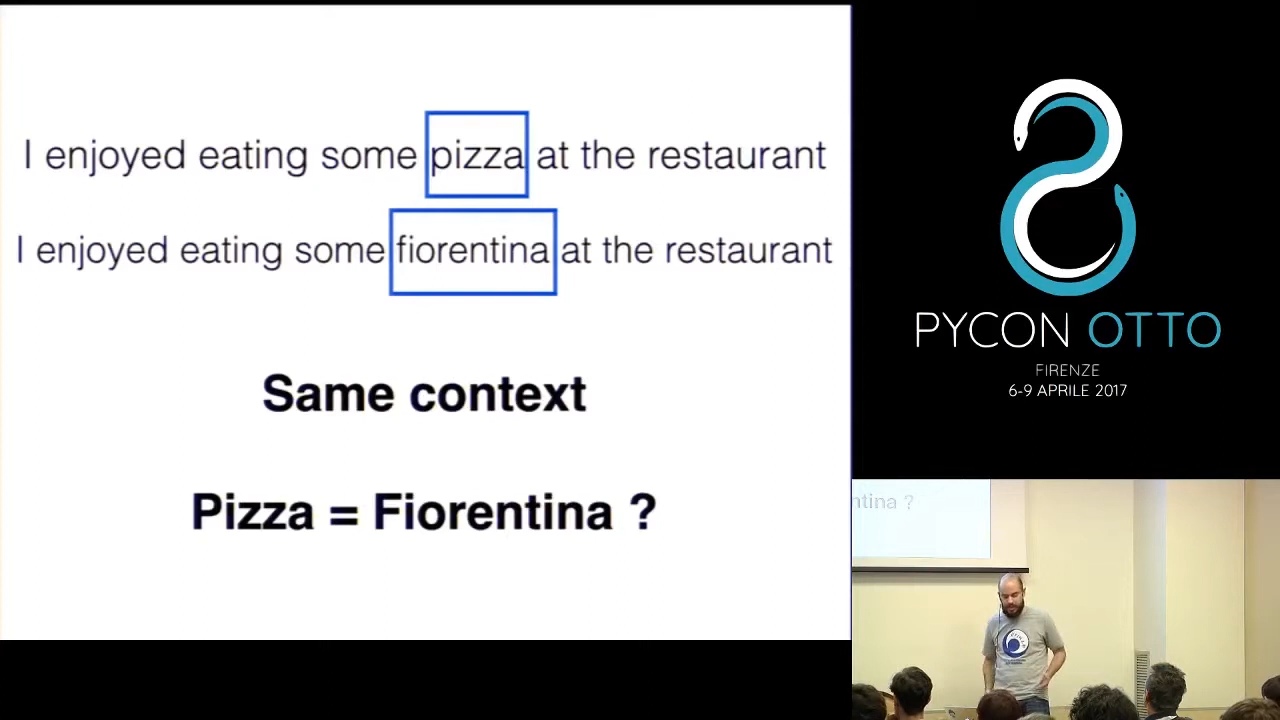 I enjoyed eating some pizza at the restaurant
I enjoyed eating some fiorentina at the restaurant
Same context
Pizza = Fiorentina ?
PYCON OTTO
FIRENZE
6-9 APRILE 2017
ntina ?